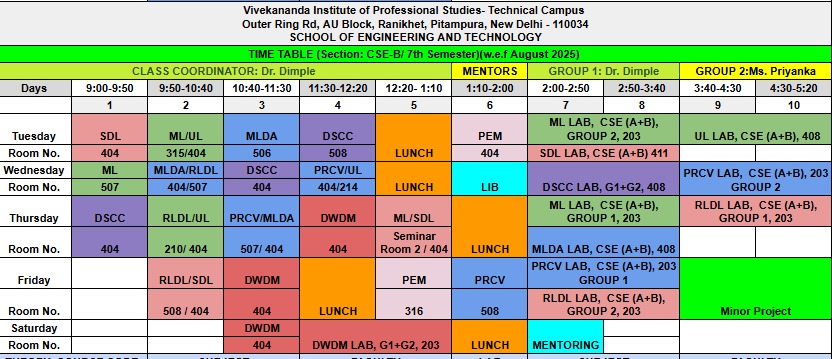 Vivekananda Institute of Professional Studies- Technical Campus
Outer Ring Rd, AU Block, Ranikhet, Pitampura, New Delhi - 110034
SCHOOL OF ENGINEERING AND TECHNOLOGY
TIME TABLE (Section: CSE-B/ 7th Semester)(w.e.f August 2025)
CLASS COORDINATOR: Dr. Dimple MENTORS GROUP 1: Dr. Dimple GROUP 2:Ms. Priyanka
Days 9:00-9:50 9:50-10:40 10:40-11:30 11:30-12:20 12:20- 1:10 1:10-2:00 2:00-2:50 2:50-3:40 3:40-4:30 4:30-5:20
1 2 3 4 5 6 7 8 9 10
Tuesday SDL ML/UL MLDA DSCC LUNCH PEM ML LAB, CSE (A+B), GROUP 2, 203 UL LAB, CSE (A+B), 408
Room No. 404 315/404 506 508 404 SDL LAB, CSE (A+B) 411
Wednesday ML MLDA/RLDL DSCC PRCV/UL LUNCH LIB DSCC LAB, G1+G2, 408 PRCV LAB, CSE (A+B), 203 GROUP 2
Room No. 507 404/507 404 404/214
Thursday DSCC RLDL/UL PRCV/MLDA DWDM ML/SDL LUNCH ML LAB, CSE (A+B), GROUP 1, 203 RLDL LAB, CSE (A+B), GROUP 1, 203
Room No. 404 210/ 404 507/ 404 404 Seminar Room 2 / 404 MLDA LAB, CSE (A+B), 408
Friday RLDL/SDL DWDM LUNCH PEM PRCV PRCV LAB, CSE (A+B), 203 GROUP 1 Minor Project
Room No. 508 / 404 404 316 508 RLDL LAB, CSE (A+B), GROUP 2, 203
Saturday DWDM DWDM LAB, G1+G2, 203 LUNCH MENTORING
Room No. 404